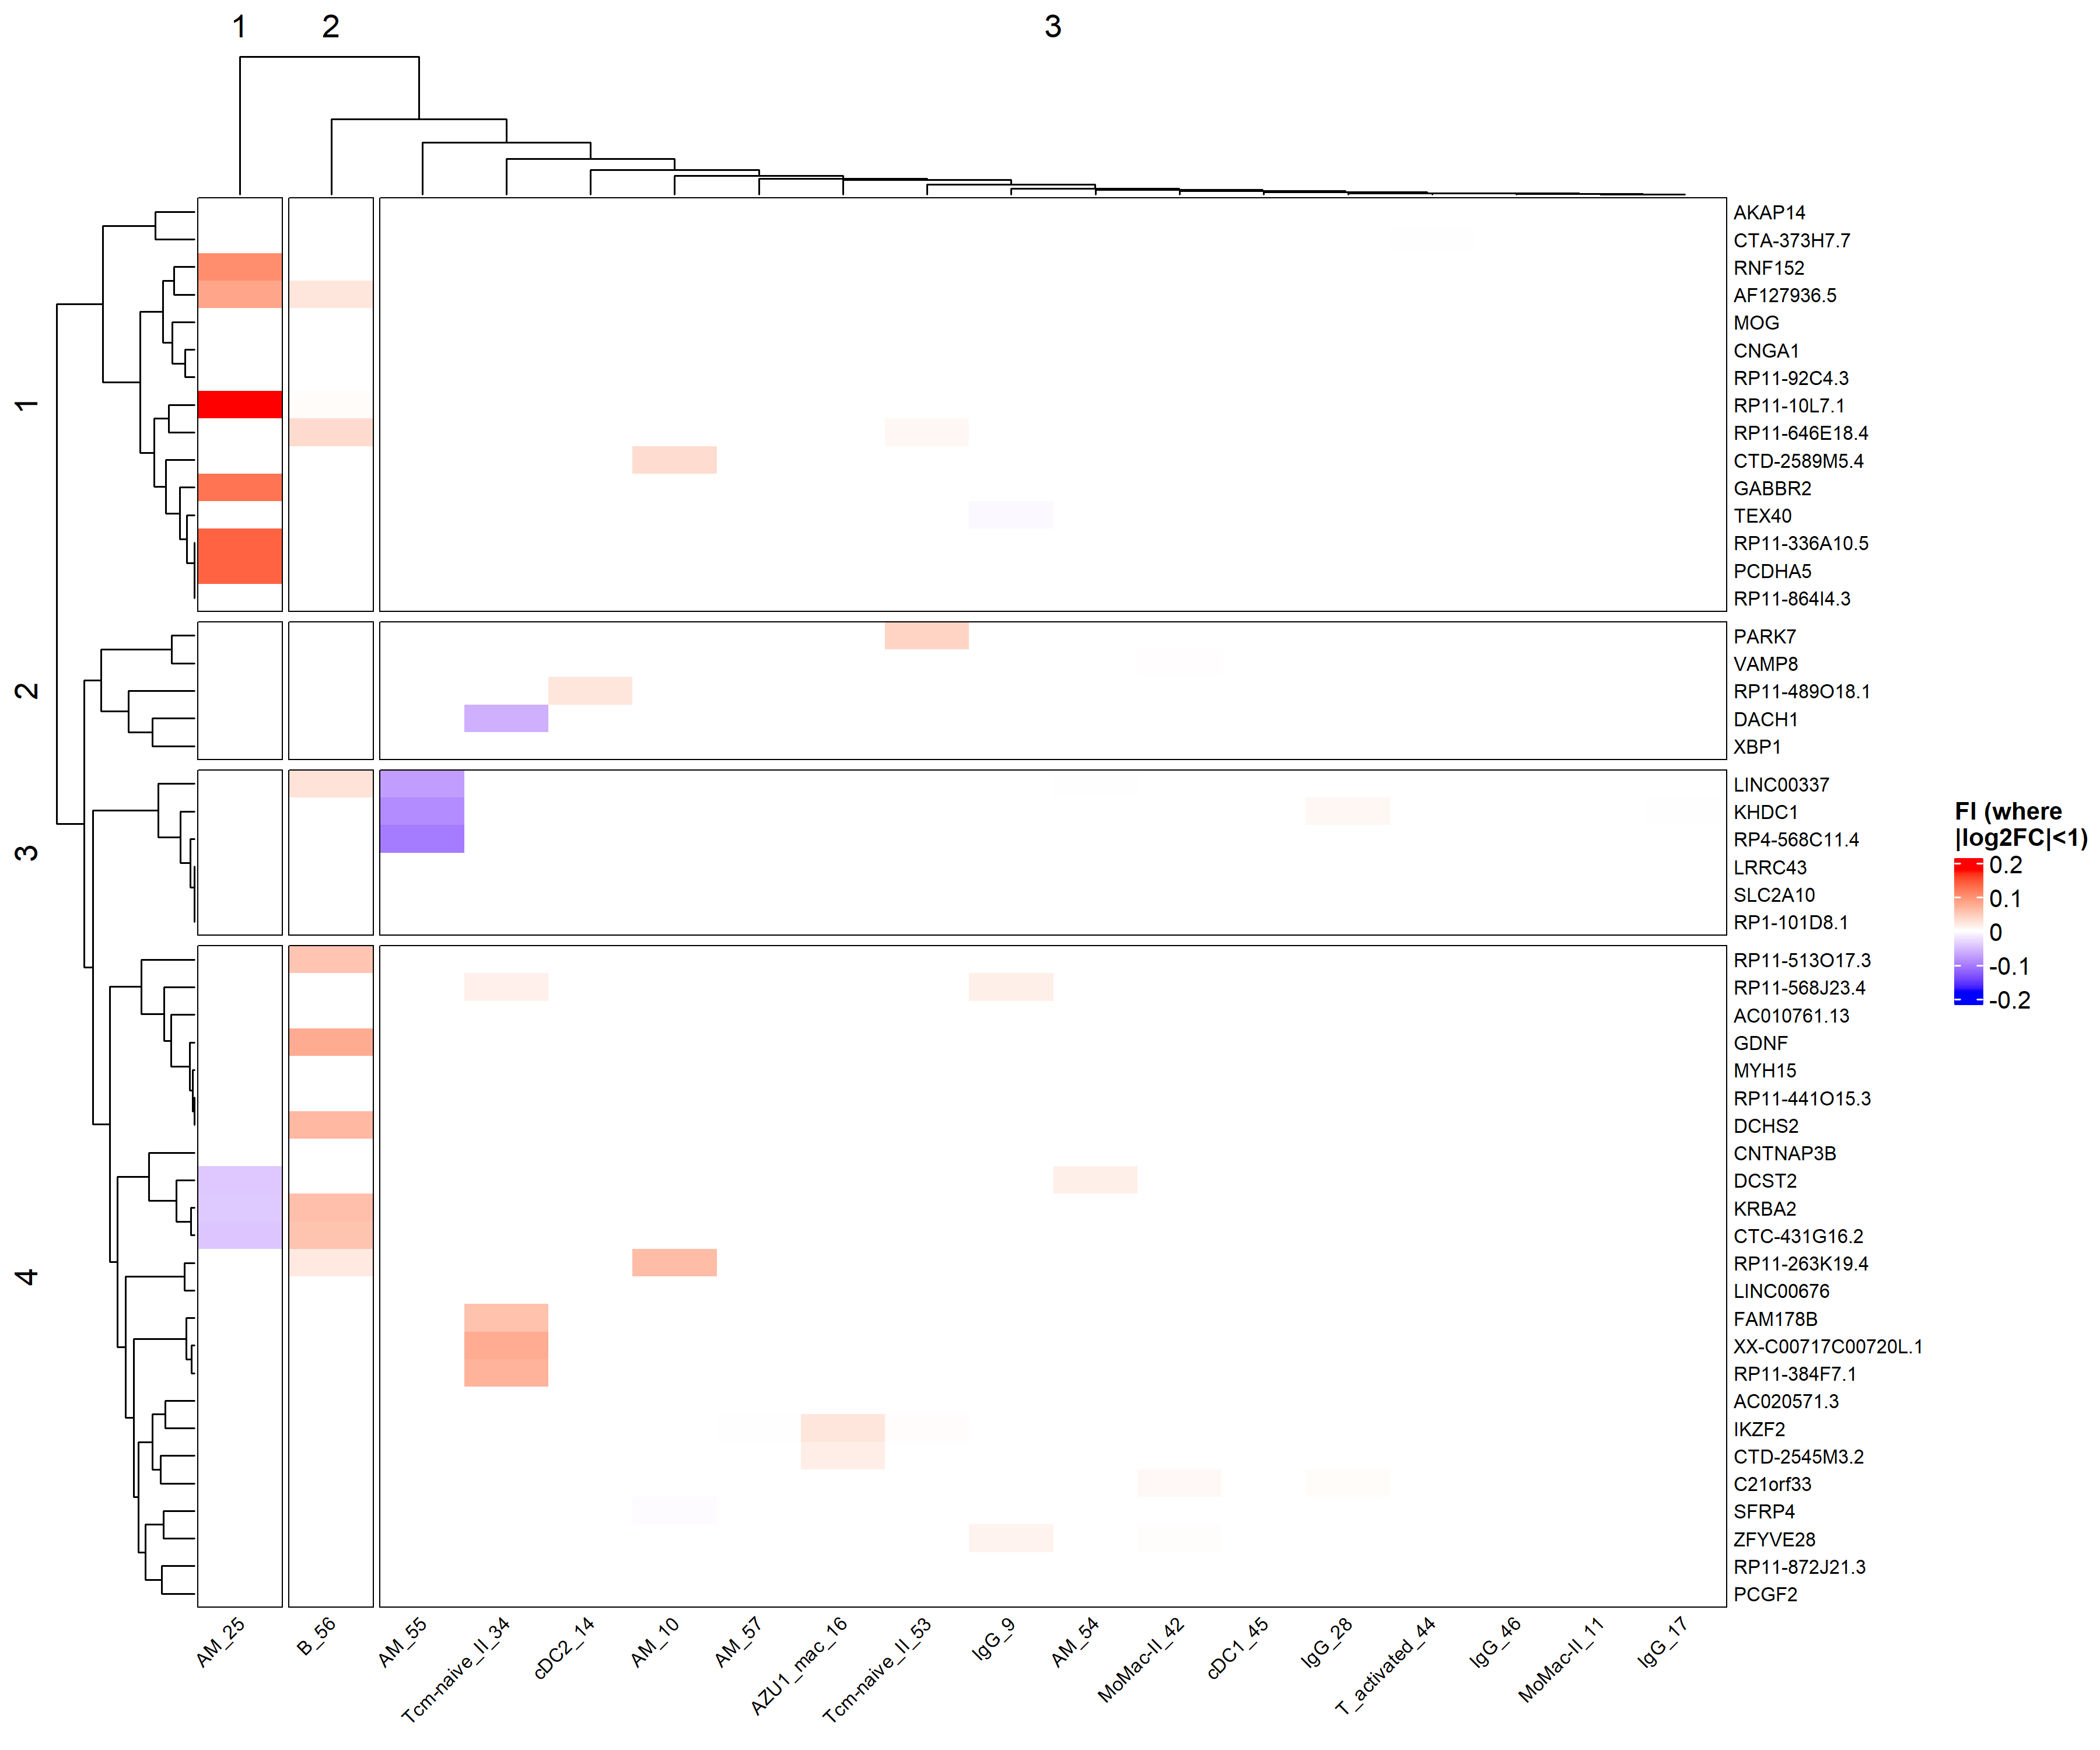 1 2 3
1
2
3
4
AKAP14
CTA-373H7.7
RNF152
AF127936.5
MOG
CNGA1
RP11-92C4.3
RP11-10L7.1
RP11-646E18.4
CTD-2589M5.4
GABBR2
TEX40
RP11-336A10.5
PCDHA5
RP11-864I4.3
PARK7
VAMP8
RP11-489O18.1
DACH1
XBP1
LINC00337
KHDC1
RP4-568C11.4
LRRC43
SLC2A10
RP1-101D8.1
RP11-513O17.3
RP11-568J23.4
AC010761.13
GDNF
MYH15
RP11-441O15.3
DCHS2
CNTNAP3B
DCST2
KRBA2
CTC-431G16.2
RP11-263K19.4
LINC00676
FAM178B
XX-C00717C00720L.1
RP11-384F7.1
AC020571.3
IKZF2
CTD-2545M3.2
C21orf33
SFRP4
ZFYVE28
RP11-872J21.3
PCGF2
FI (where
|log2FC|<1)
0.2
0.1
0
-0.1
-0.2
AM_25
B_56
AM_55
Tcm-naive_II_34
cDC2_14
AM_10
AM_57
AZU1_mac_16
Tcm-naive_II_53
IgG_9
AM_54
MoMac-II_42
cDC1_45
IgG_28
T_activated_44
IgG_46
MoMac-II_11
IgG_17